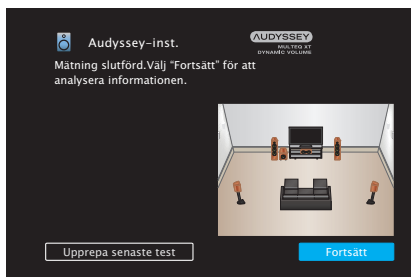 Audyssey-inst.
AUDYSSEY
MULTEQ XT
DYNAMIC VOLUME
Mätning slutförd.Välj “Fortsätt” för att
analysera informationen.
Upprepa senaste test
Fortsätt